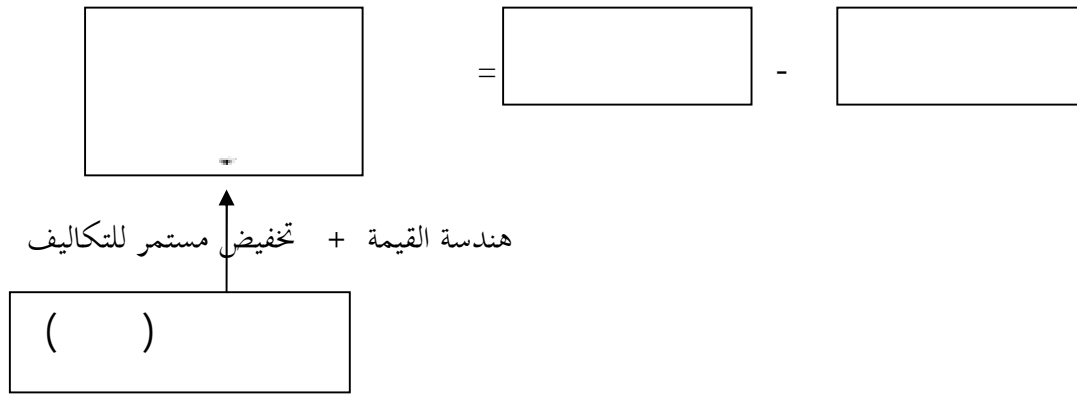 = -
هندسة القيمة + تخفيض مستمر للتكاليف
( )